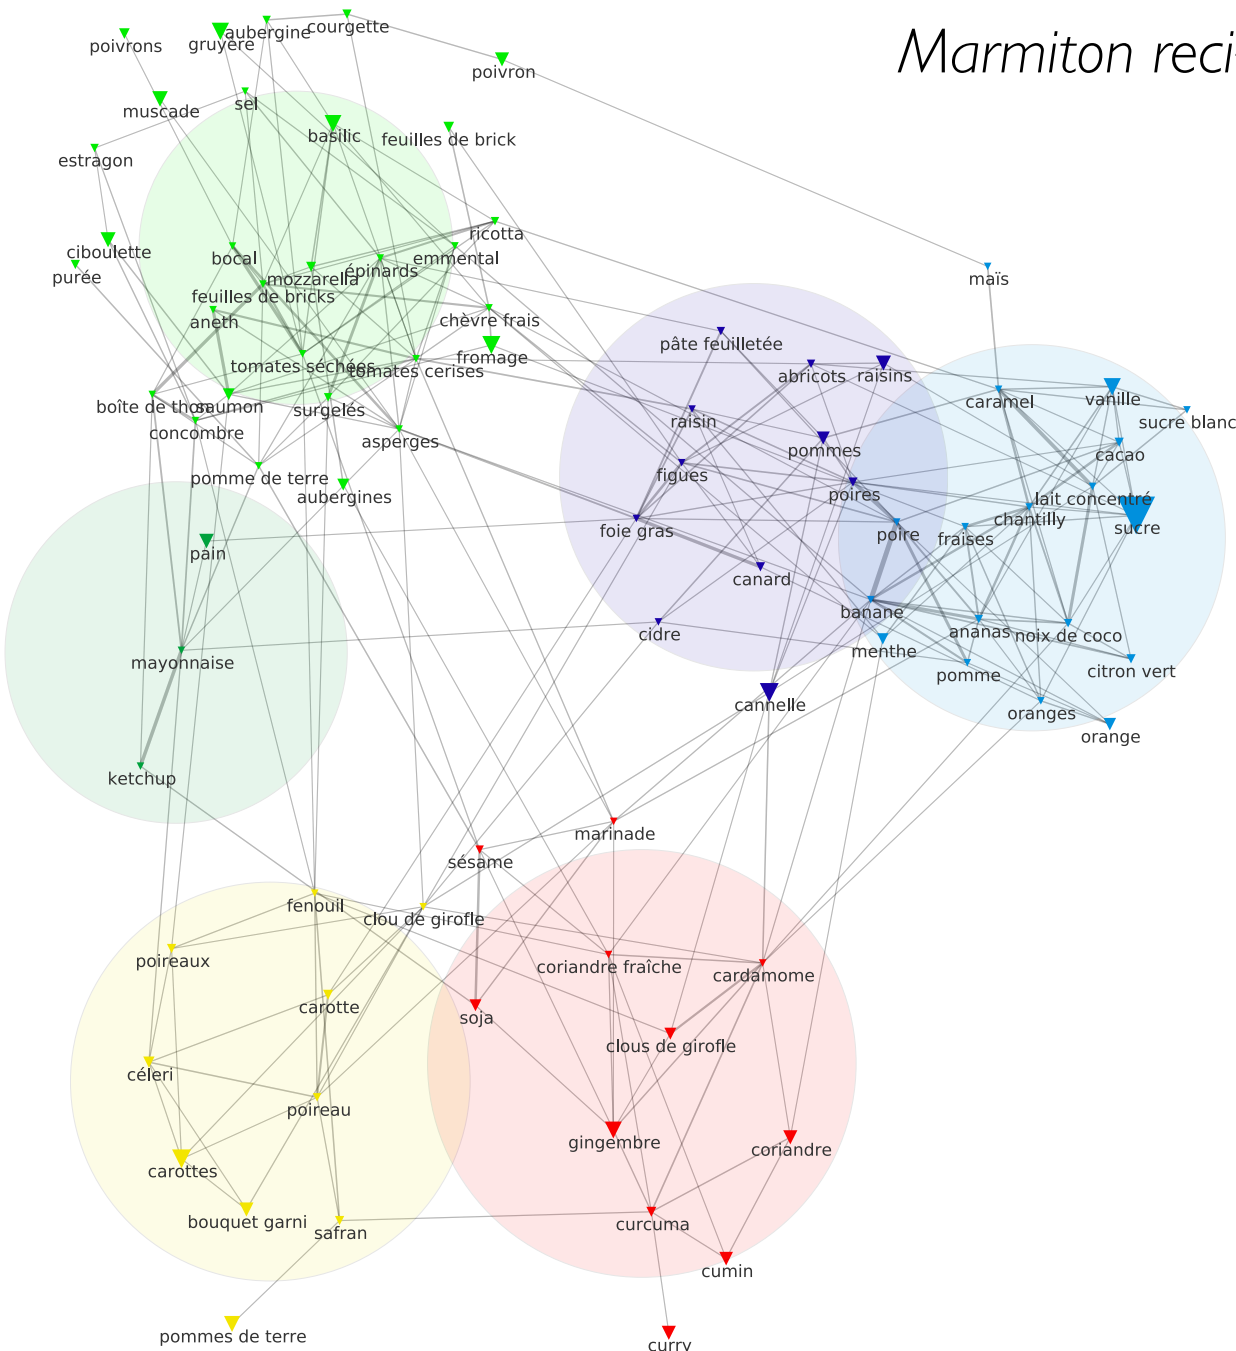 Marmiton reci
courgette
aubergine
gruyère
poivrons
poivron
muscade
sel
basilic
feuilles de brick
estragon
ricotta
ciboulette
bocal
emmental
épinards
mozzarella
purée
maïs
feuilles de bricks
aneth
chèvre frais
pâte feuilletée
fromage
tomates séchées
tomates cerises
abricots
raisins
boîte de thon
saumon
surgelés
caramel
vanille
concombre
raisin
sucre blanc
asperges
pommes
cacao
pomme de terre
figues
aubergines
poires
lait concentré
chantilly
sucre
foie gras
poire
fraises
pain
canard
banane
cidre
ananas
noix de coco
mayonnaise
menthe
pomme
citron vert
cannelle
oranges
orange
ketchup
marinade
sésame
fenouil
clou de girofle
poireaux
coriandre fraîche
cardamome
carotte
soja
clous de girofle
céleri
poireau
gingembre
coriandre
carottes
bouquet garni
safran
curcuma
cumin
pommes de terre
curry